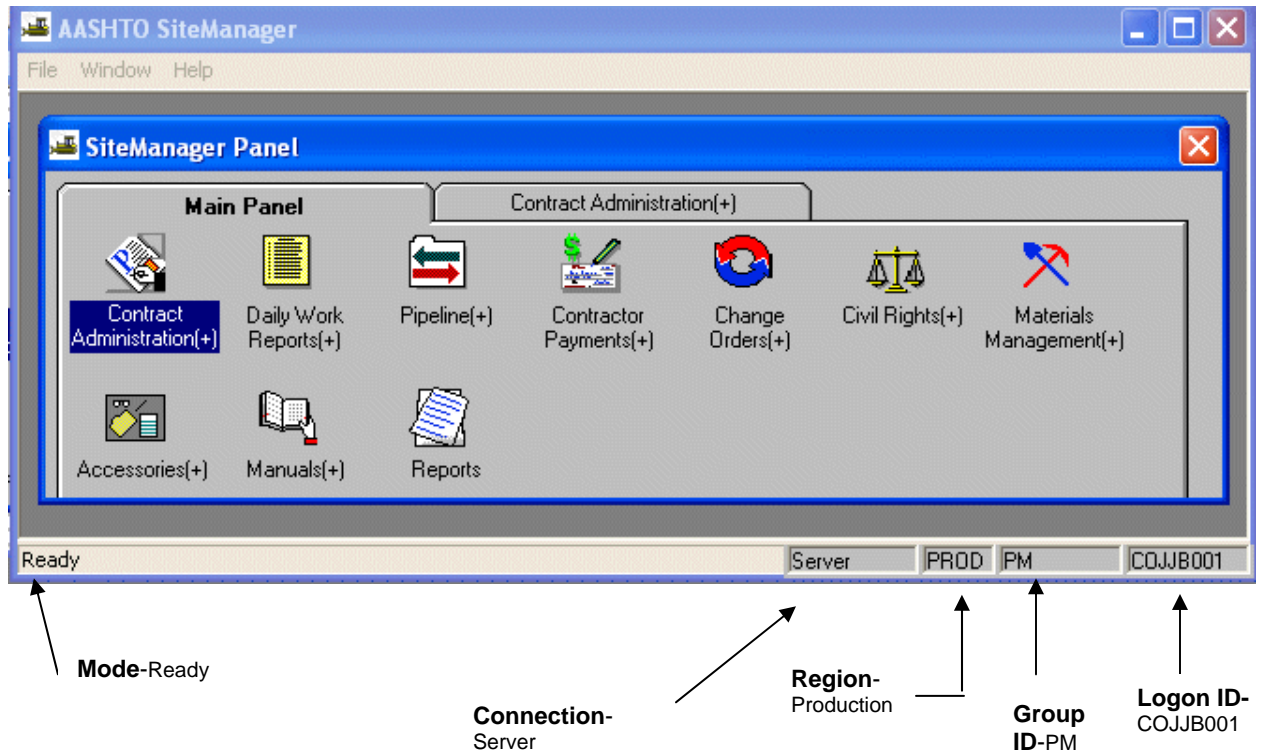 AASHTO SiteManager
File Window Help
SiteManager Panel
Main Panel
Contract Administration(+)
Contract
Administration(+)
Daily Work
Reports(+)
Pipeline(+)
Contractor
Payments(+)
Change
Orders(+)
Civil Rights(+)
Materials
Management(+)
Accessories(+)
Manuals(+)
Reports
Ready
Server
PROD
PM
COJJB001
Mode-Ready
Connection-
Server
Region-
Production
Group
ID-PM
Logon ID-
COJJB001